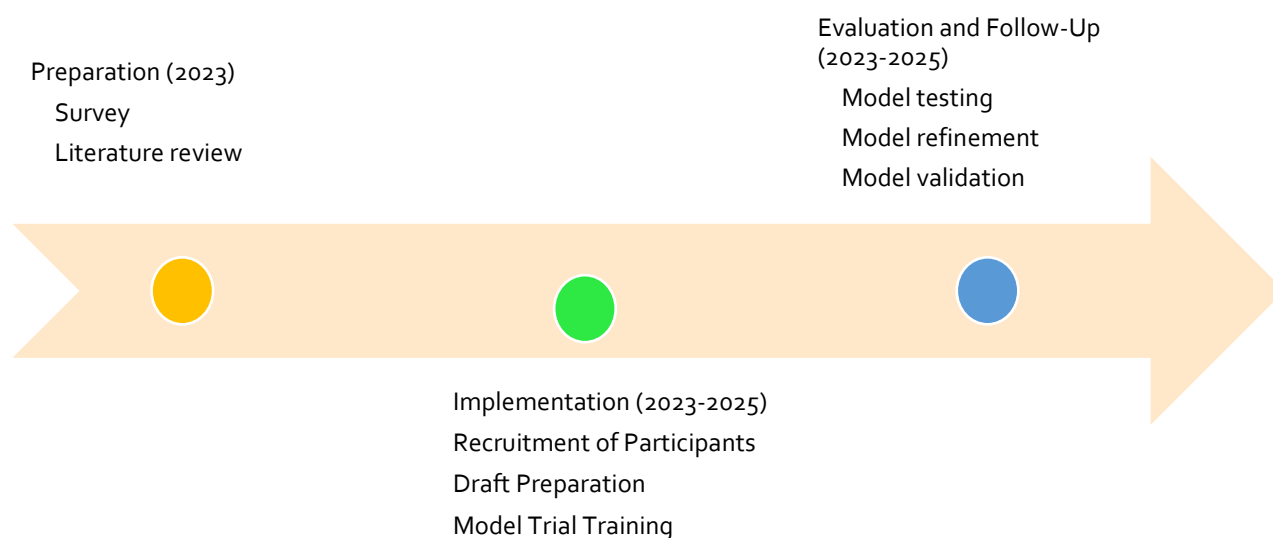 Preparation (2023)
Survey
Literature review
Implementation (2023-2025)
Recruitment of Participants
Draft Preparation
Model Trial Training
Evaluation and Follow-Up
(2023-2025)
Model testing
Model refinement
Model validation